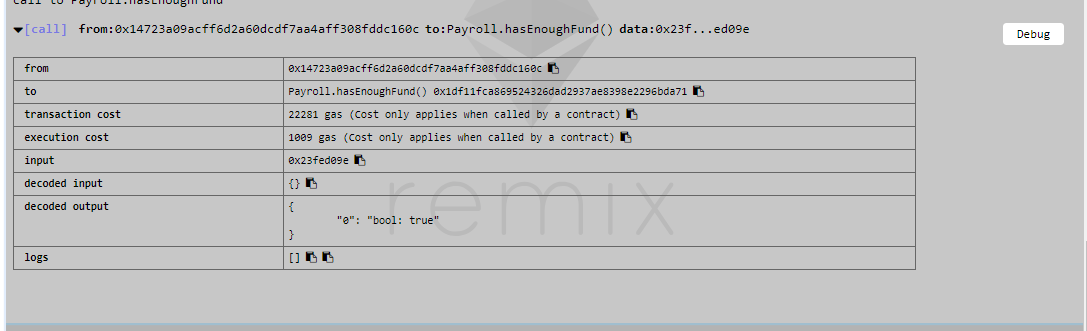 call to Payroll.hasEnoughFund
[call] from:0x14723a09acff6d2a60dcdf7aa4aff308fddc160c to:Payroll.hasEnoughFund() data:0x23f...ed09e
Debug
from 0x14723a09acff6d2a60dcdf7aa4aff308fddc160c
to Payroll.hasEnoughFund() 0x1df11fca869524326dad2937ae8398e2296bda71
transaction cost 22281 gas (Cost only applies when called by a contract)
execution cost 1009 gas (Cost only applies when called by a contract)
input 0x23fed09e
decoded input {}
decoded output {
"0": "bool: true"
}
logs []
remix